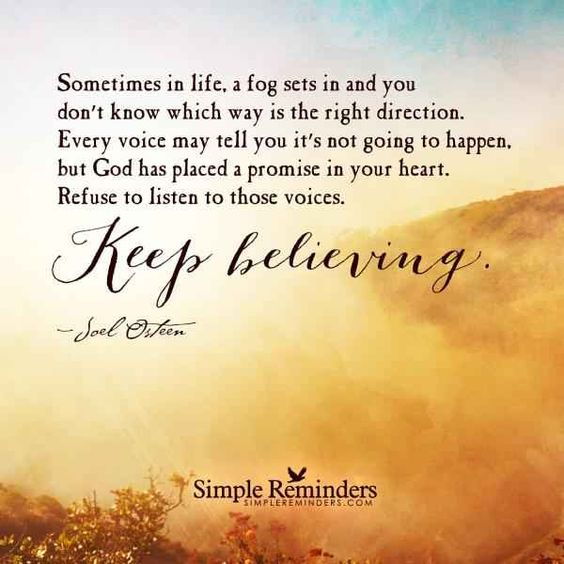 Sometimes in life, a fog sets in and you
don't know which way is the right direction.
Every voice may tell you it's not going to happen,
but God has placed a promise in your heart.
Refuse to listen to those voices.
Keep believing.
– Joel Osteen
Simple Reminders
SIMPLEREMINDERS.COM